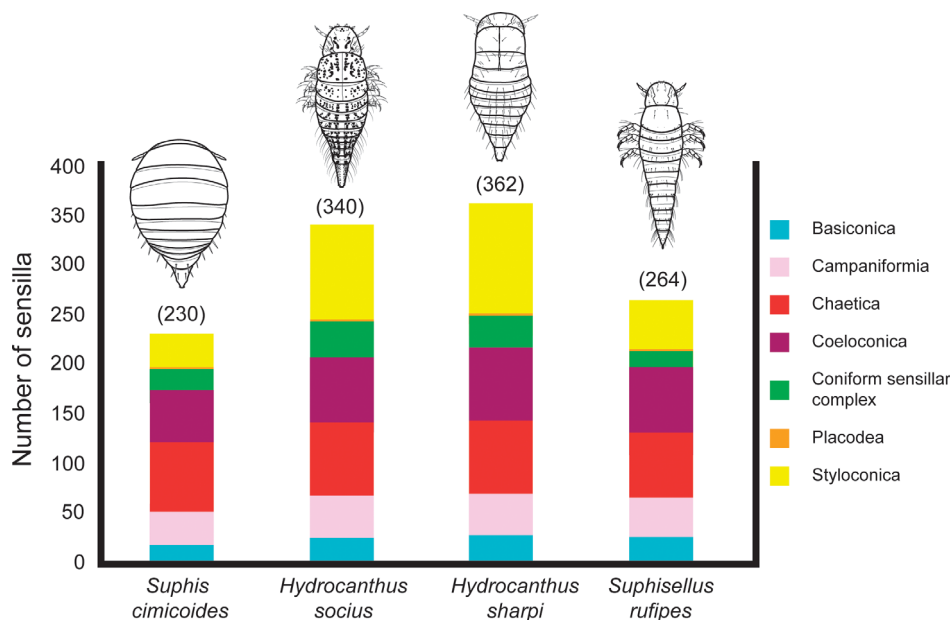 Number of sensilla
400
350
300
250
200
150
100
50
0
(230)
(340)
(362)
(264)
Suphis
cimicoides
Hydrocanthus
socius
Hydrocanthus
sharpi
Suphisellus
rufipes
Basiconica
Campaniformia
Chaetica
Coeloconica
Coniform sensillar
complex
Placodea
Styloconica